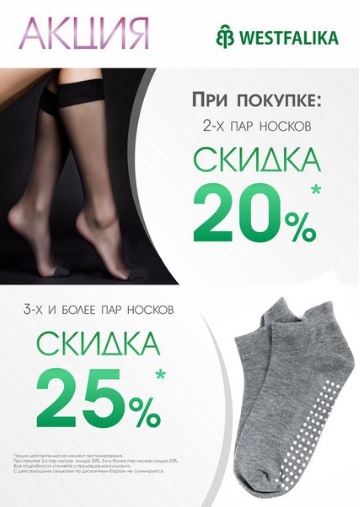 АКЦИЯ
WESTFALIKA
ПРИ ПОКУПКЕ:
2-Х ПАР НОСКОВ
СКИДКА
20%*
3-Х И БОЛЕЕ ПАР НОСКОВ
СКИДКА
25%*
*Акция действительна на момент экспонирования.
При покупке 2-х пар носков скидка 20%, 3-х и более пар носков скидка 25%.
Все подробности уточняйте у продавца-консультанта.
С действующими скидками по Дисконтным Картам не суммируется.